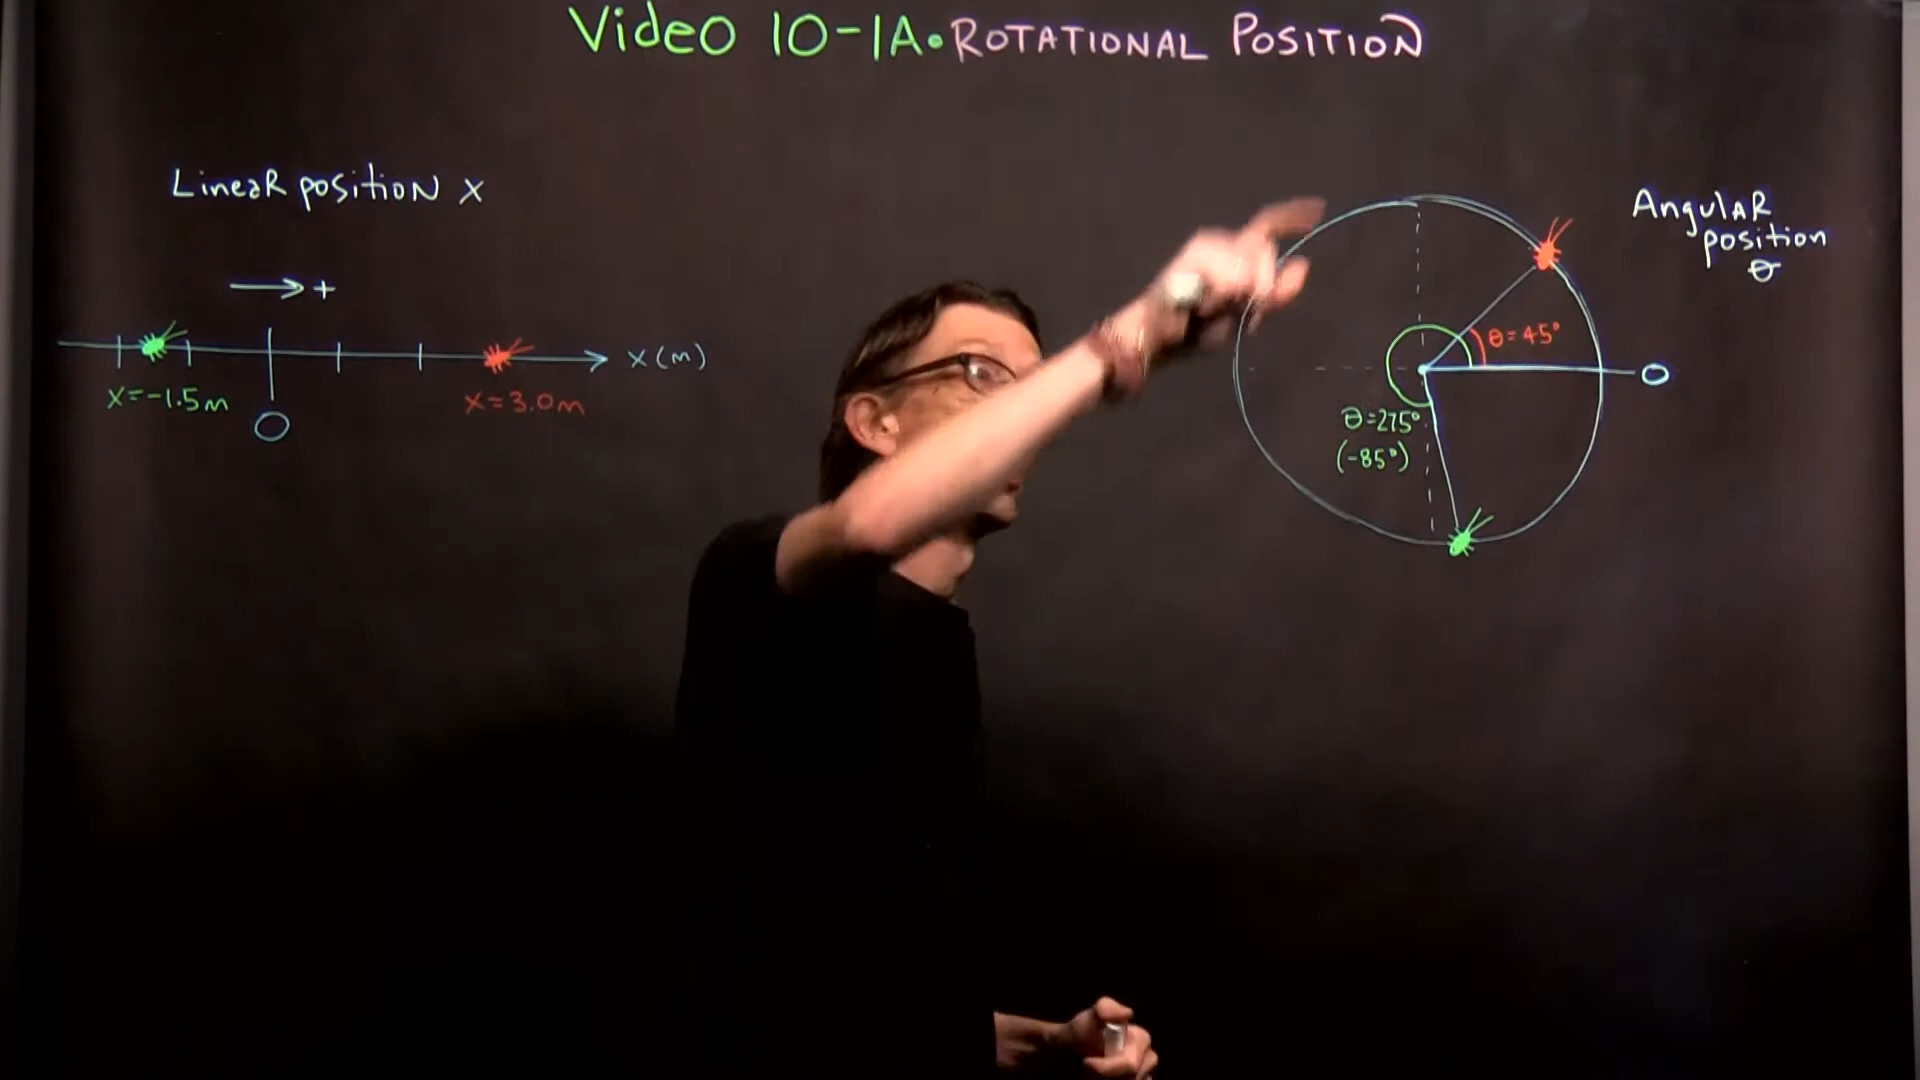 Video 10-1A • Rotational Position
Linear position x
→ +
x (m)
x=-1.5m
x=3.0m
0
Angular
position
θ
θ=45°
0
θ=275°
(-85°)